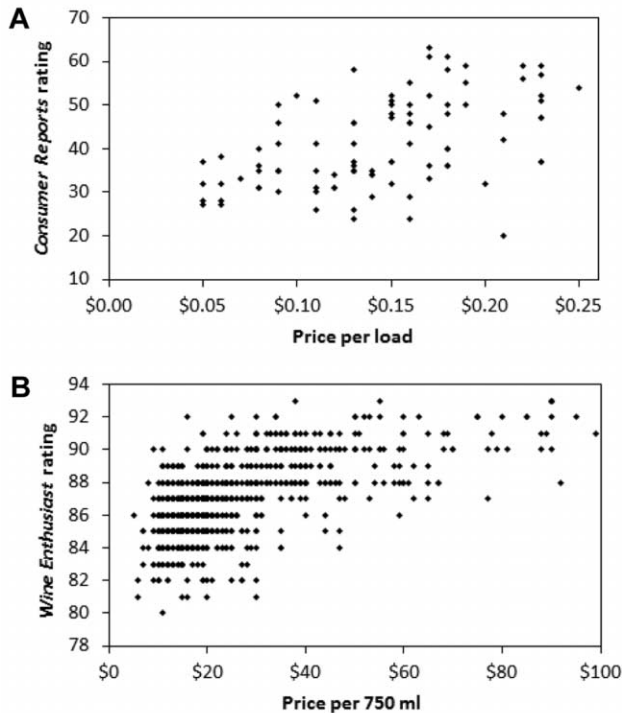 A
Consumer Reports rating
70
60
50
40
30
20
10
$0.00 $0.05 $0.10 $0.15 $0.20 $0.25
Price per load
B
Wine Enthusiast rating
94
92
90
88
86
84
82
80
78
$0 $20 $40 $60 $80 $100
Price per 750 ml